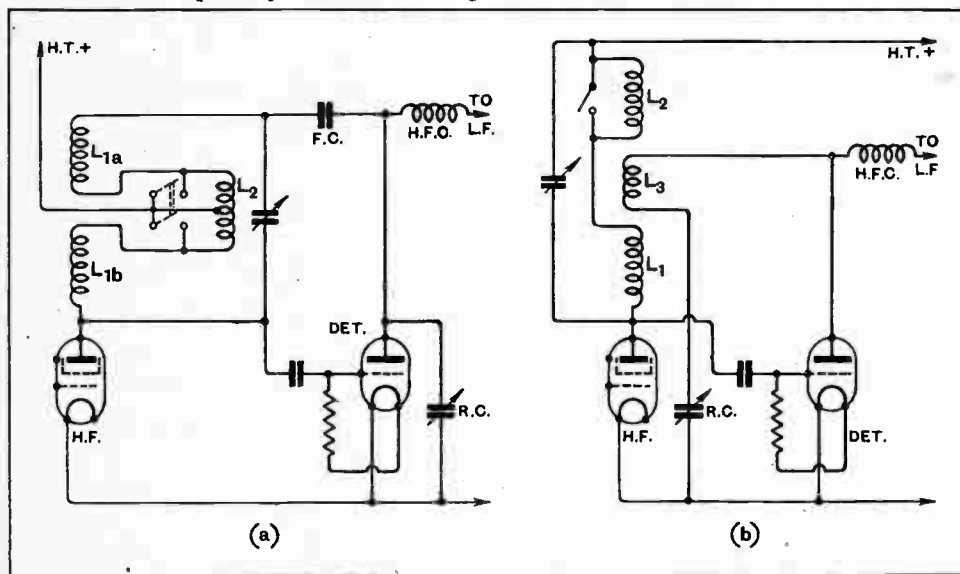 H.T.+
L1a
L2
L1b
F.C.
H.F.C.
TO
L.F.
DET.
R.C.
H.F.
(a)
H.T.+
L2
L3
L1
H.F.C.
TO
L.F
R.C.
H.F.
DET.
(b)